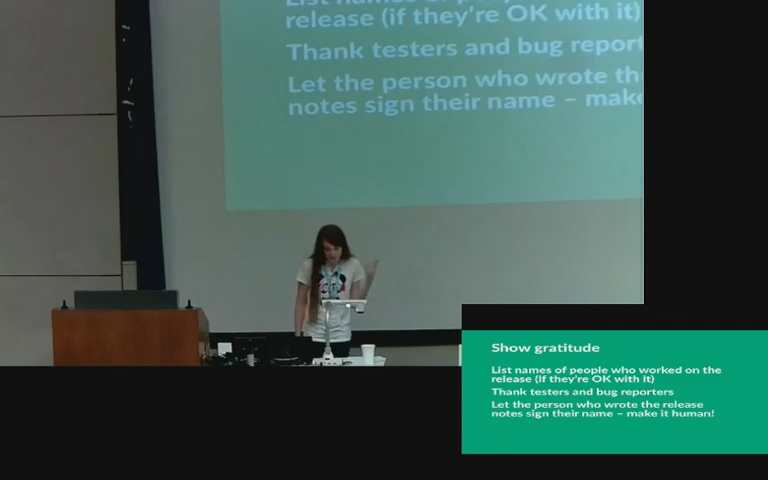 release (if they're OK with it)
Thank testers and bug report
Let the person who wrote th
notes sign their name – make
Show gratitude
List names of people who worked on the
release (if they're OK with it)
Thank testers and bug reporters
Let the person who wrote the release
notes sign their name – make it human!